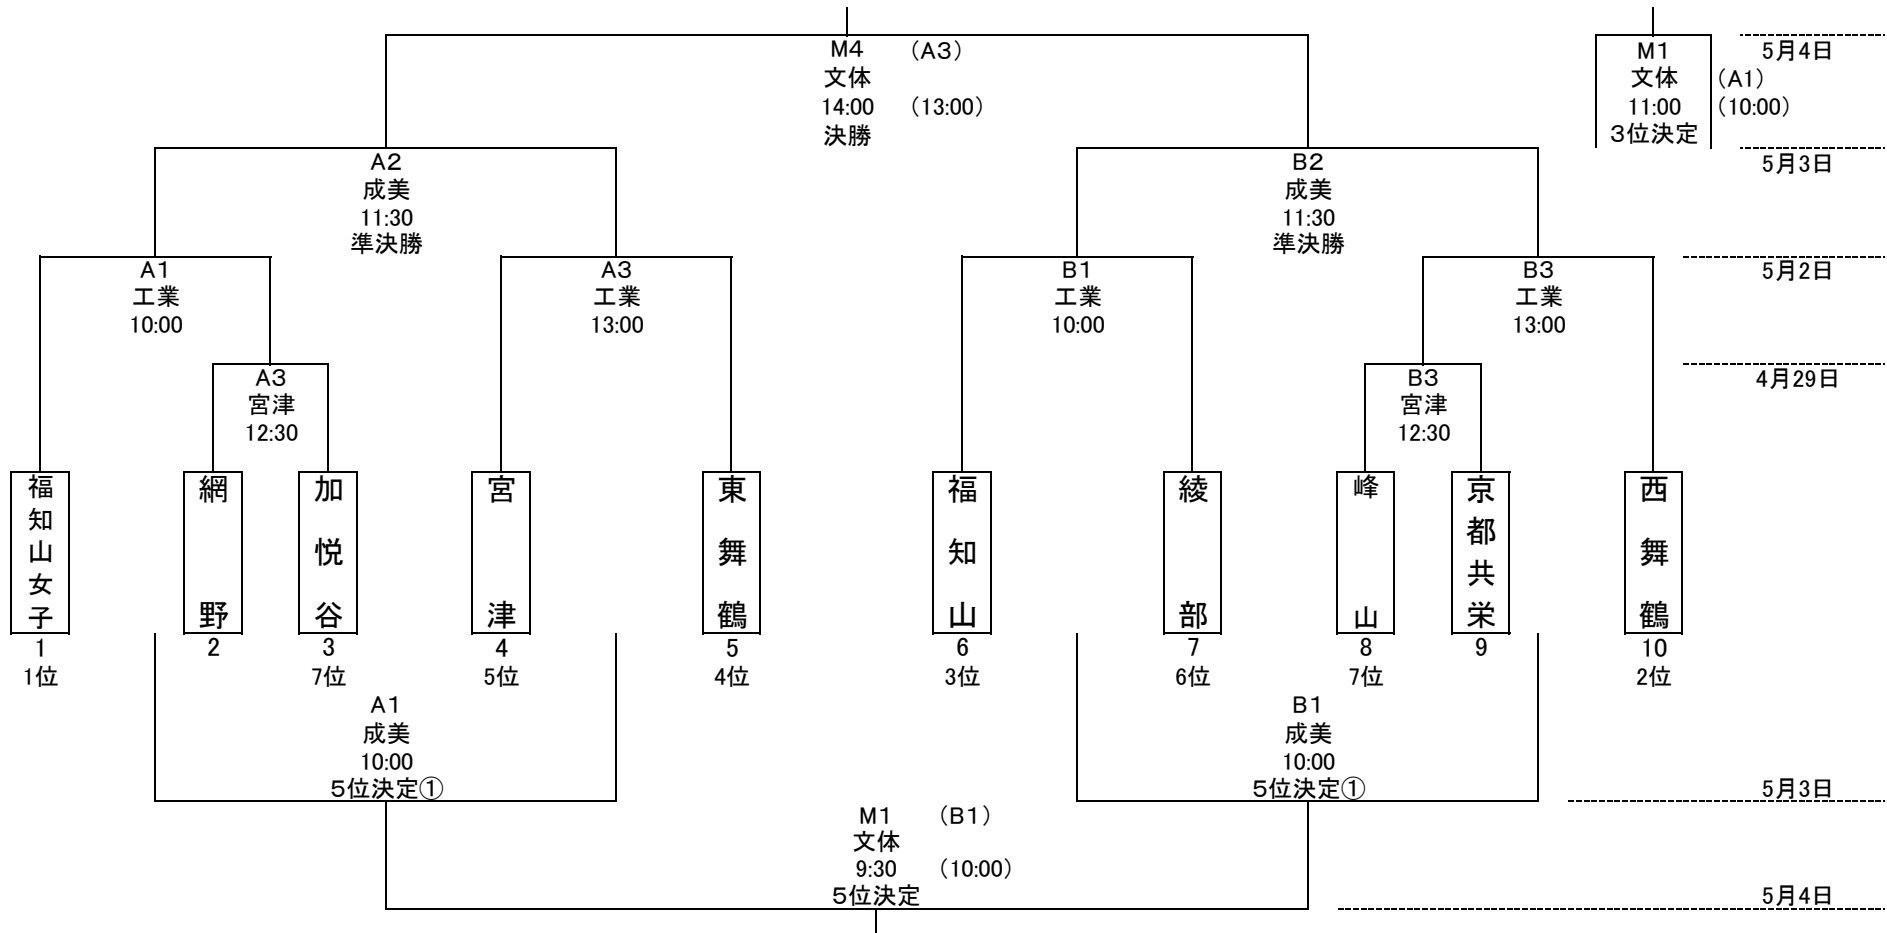 M4 （A3）
文体
14:00 （13:00）
決勝
M1
文体 （A1）
11:00 （10:00）
３位決定
5月4日
A2
成美
11:30
準決勝
B2
成美
11:30
準決勝
5月3日
A1
工業
10:00
A3
工業
13:00
B1
工業
10:00
B3
工業
13:00
5月2日
A3
宮津
12:30
B3
宮津
12:30
4月29日
福知山女子
網野
加悦谷
宮津
東舞鶴
福知山
綾部
峰山
京都共栄
西舞鶴
1 2 3 4 5 6 7 8 9 10
1位 7位 5位 4位 3位 6位 7位 2位
A1
成美
10:00
５位決定①
B1
成美
10:00
５位決定①
5月3日
M1 （B1）
文体
9:30 （10:00）
５位決定
5月4日